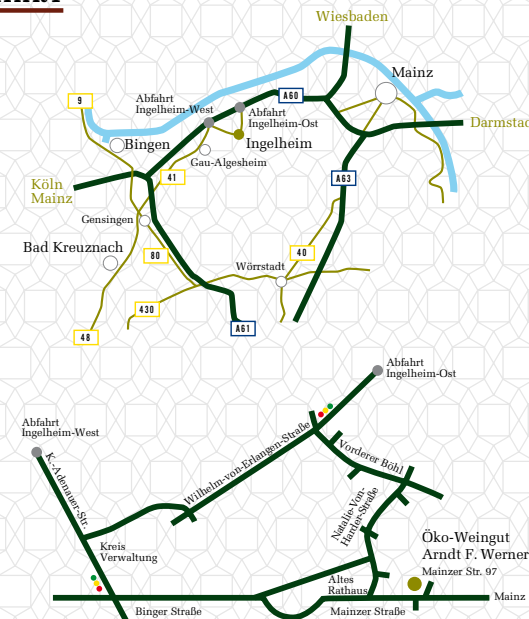 Wiesbaden
Mainz
9
A60
Abfahrt
Ingelheim-West
Abfahrt
Ingelheim-Ost
Darmstad
Bingen
Ingelheim
Gau-Algesheim
41
A63
Köln
Mainz
Gensingen
Bad Kreuznach
80
40
Wörrstadt
430
A61
48
Abfahrt
Ingelheim-Ost
Abfahrt
Ingelheim-West
Wilhelm-von-Erlangen-Straße
Vorderer Böhl
K.-Adenauer-Str.
Natalie-Von-
Harder-Straße
Kreis
Verwaltung
Öko-Weingut
Arndt F. Werner
Mainzer Str. 97
Altes
Rathaus
Mainz
Binger Straße
Mainzer Straße